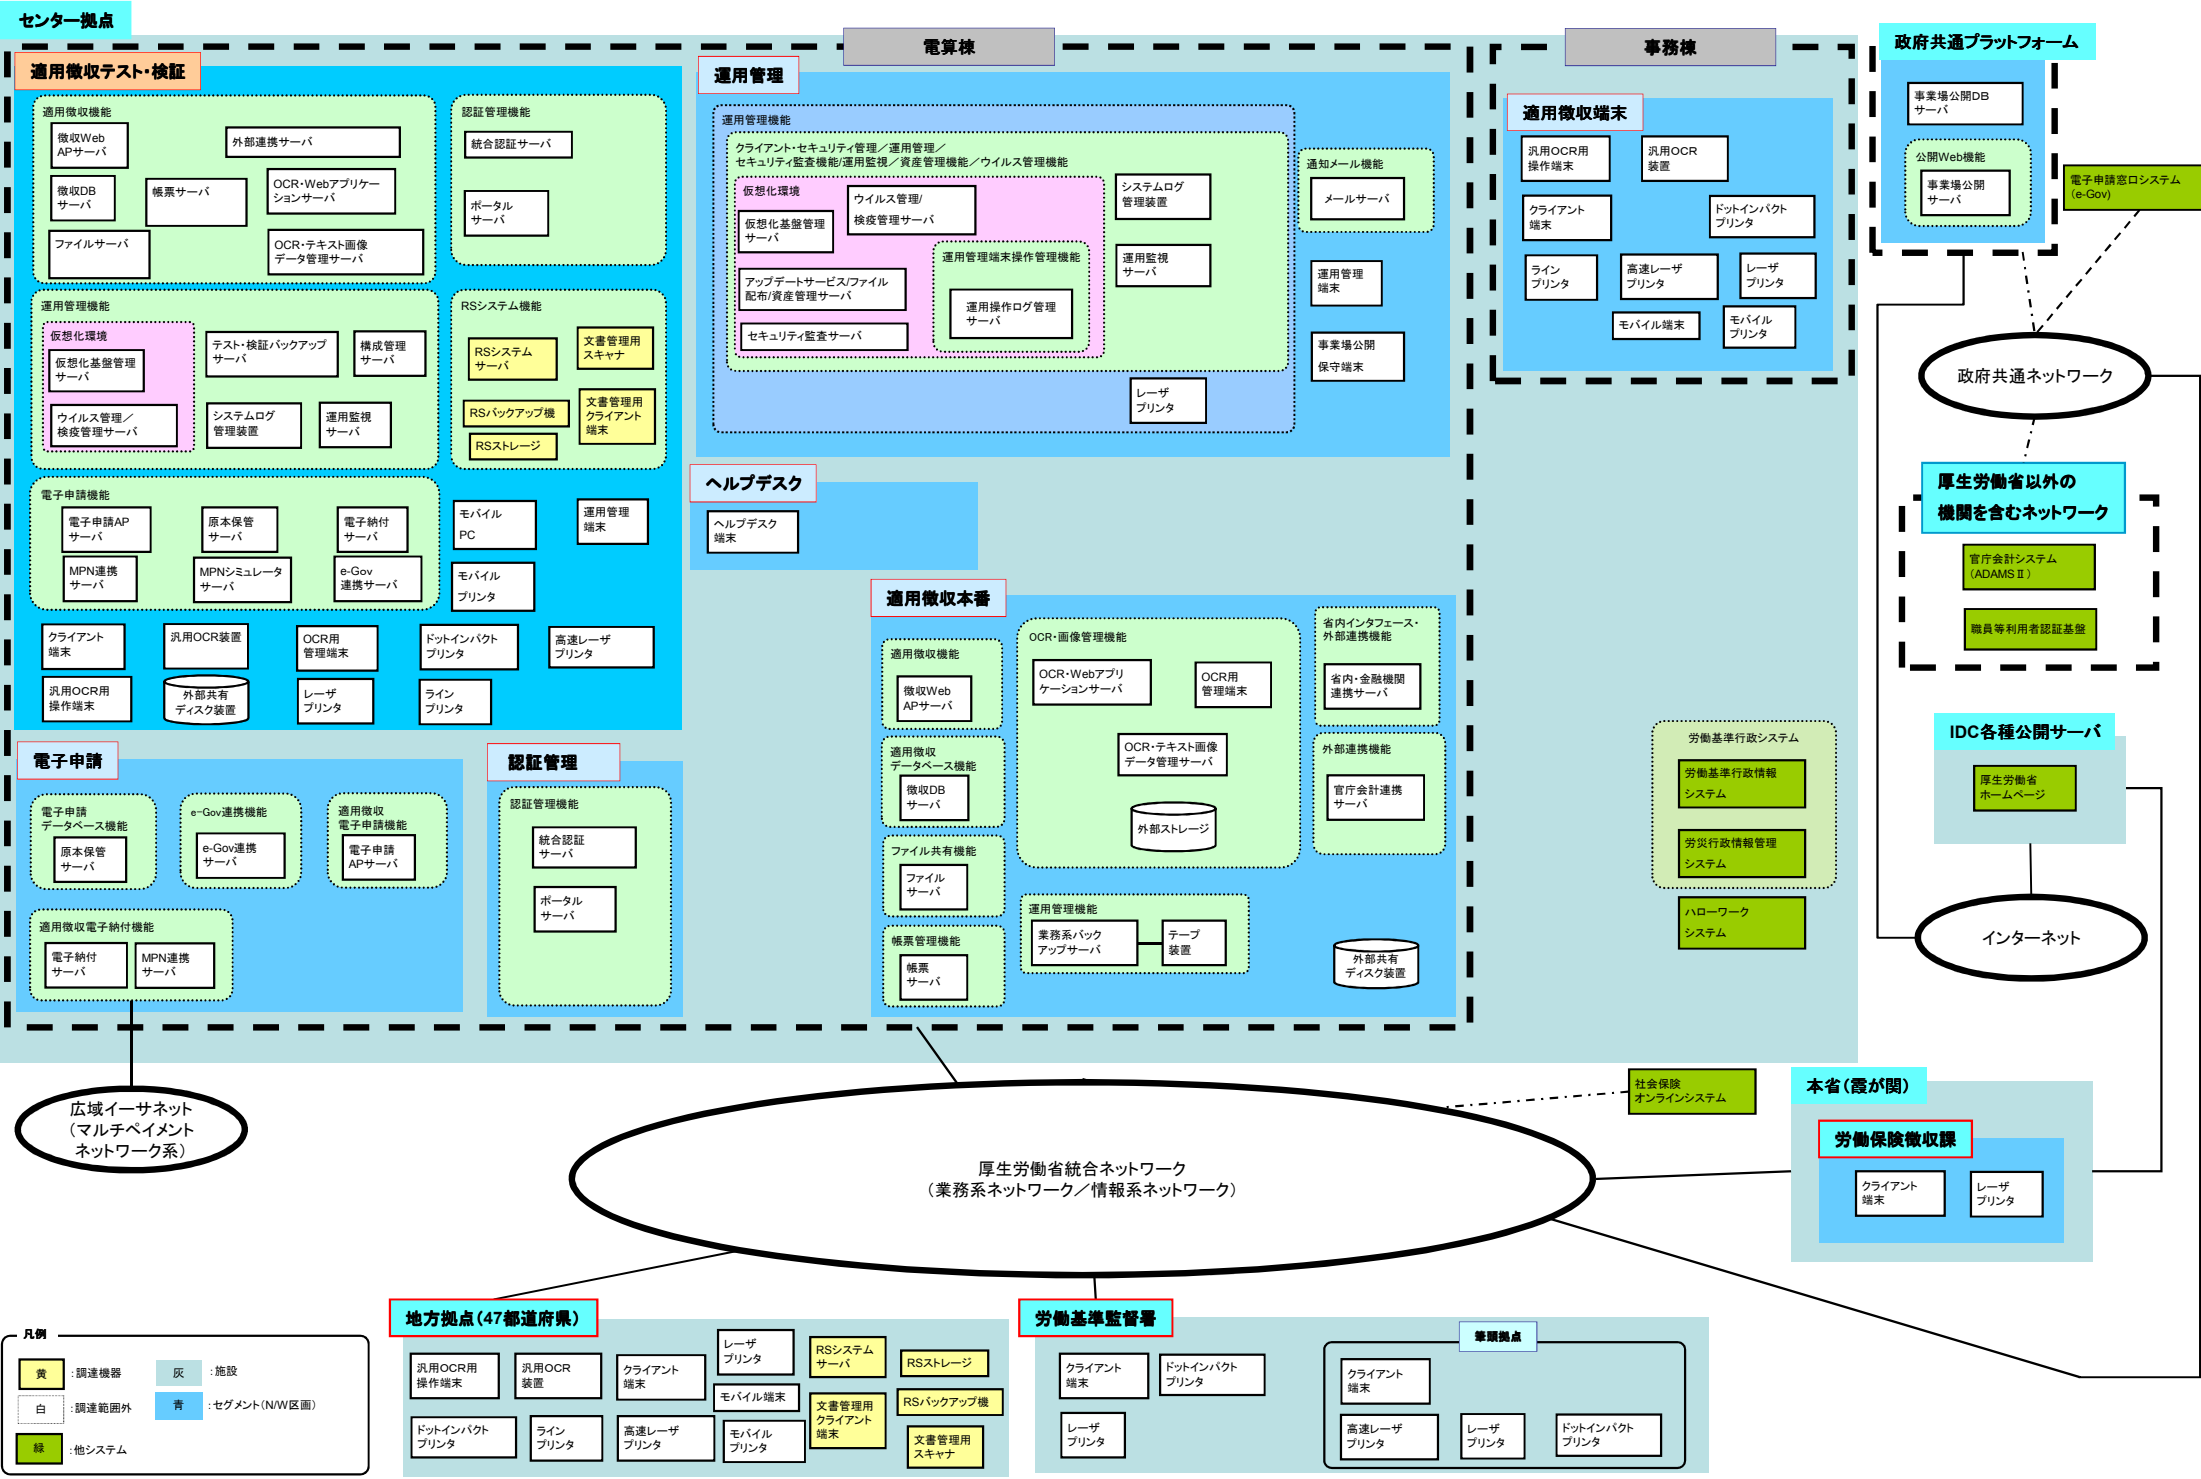 センター拠点
電算棟
事務棟
政府共通プラットフォーム
適用徴収テスト・検証
適用徴収機能
徴収Web
APサーバ
外部連携サーバ
徴収DB
サーバ
帳票サーバ
OCR・Webアプリケー
ションサーバ
ファイルサーバ
OCR・テキスト画像
データ管理サーバ
認証管理機能
統合認証サーバ
ポータル
サーバ
運用管理機能
仮想化環境
仮想化基盤管理
サーバ
ウイルス管理／
検疫管理サーバ
テスト・検証バックアップ
サーバ
構成管理
サーバ
システムログ
管理装置
運用監視
サーバ
RSシステム機能
RSシステム
サーバ
文書管理用
スキャナ
RSバックアップ機
文書管理用
クライアント
端末
RSストレージ
電子申請機能
電子申請AP
サーバ
原本保管
サーバ
電子納付
サーバ
MPN連携
サーバ
MPNシミュレータ
サーバ
e-Gov
連携サーバ
モバイル
PC
運用管理
端末
モバイル
プリンタ
クライアント
端末
汎用OCR装置
OCR用
管理端末
ドットインパクト
プリンタ
高速レーザ
プリンタ
汎用OCR用
操作端末
外部共有
ディスク装置
レーザ
プリンタ
ライン
プリンタ
運用管理
運用管理機能
クライアント・セキュリティ管理／運用管理／
セキュリティ監査機能/運用監視／資産管理機能／ウイルス管理機能
仮想化環境
仮想化基盤管理
サーバ
ウイルス管理/
検疫管理サーバ
アップデートサービス/ファイル
配布/資産管理サーバ
セキュリティ監査サーバ
運用管理端末操作管理機能
運用操作ログ管理
サーバ
システムログ
管理装置
運用監視
サーバ
レーザ
プリンタ
通知メール機能
メールサーバ
運用管理
端末
事業場公開
保守端末
ヘルプデスク
ヘルプデスク
端末
適用徴収端末
汎用OCR用
操作端末
汎用OCR
装置
クライアント
端末
ドットインパクト
プリンタ
ライン
プリンタ
高速レーザ
プリンタ
レーザ
プリンタ
モバイル端末
モバイル
プリンタ
事業場公開DB
サーバ
公開Web機能
事業場公開
サーバ
電子申請窓口システム
(e-Gov)
政府共通ネットワーク
厚生労働省以外の
機関を含むネットワーク
官庁会計システム
（ADAMSⅡ）
職員等利用者認証基盤
IDC各種公開サーバ
厚生労働省
ホームページ
インターネット
適用徴収本番
適用徴収機能
徴収Web
APサーバ
適用徴収
データベース機能
徴収DB
サーバ
ファイル共有機能
ファイル
サーバ
帳票管理機能
帳票
サーバ
OCR・画像管理機能
OCR・Webアプリ
ケーションサーバ
OCR用
管理端末
OCR・テキスト画像
データ管理サーバ
外部ストレージ
運用管理機能
業務系バック
アップサーバ
テープ
装置
省内インタフェース・
外部連携機能
省内・金融機関
連携サーバ
外部連携機能
官庁会計連携
サーバ
外部共有
ディスク装置
労働基準行政システム
労働基準行政情報
システム
労災行政情報管理
システム
ハローワーク
システム
電子申請
電子申請
データベース機能
原本保管
サーバ
e-Gov連携機能
e-Gov連携
サーバ
適用徴収
電子申請機能
電子申請
APサーバ
適用徴収電子納付機能
電子納付
サーバ
MPN連携
サーバ
認証管理
認証管理機能
統合認証
サーバ
ポータル
サーバ
広域イーサネット
（マルチペイメント
ネットワーク系）
厚生労働省統合ネットワーク
（業務系ネットワーク／情報系ネットワーク）
社会保険
オンラインシステム
本省（霞が関）
労働保険徴収課
クライアント
端末
レーザ
プリンタ
地方拠点（47都道府県）
汎用OCR用
操作端末
汎用OCR
装置
クライアント
端末
レーザ
プリンタ
モバイル端末
RSシステム
サーバ
RSストレージ
RSバックアップ機
ドットインパクト
プリンタ
ライン
プリンタ
高速レーザ
プリンタ
モバイル
プリンタ
文書管理用
クライアント
端末
文書管理用
スキャナ
労働基準監督署
クライアント
端末
ドットインパクト
プリンタ
レーザ
プリンタ
筆頭拠点
クライアント
端末
高速レーザ
プリンタ
レーザ
プリンタ
ドットインパクト
プリンタ
凡例
黄 :調達機器
灰 :施設
白 :調達範囲外
青 :セグメント（N/W区画）
緑 :他システム